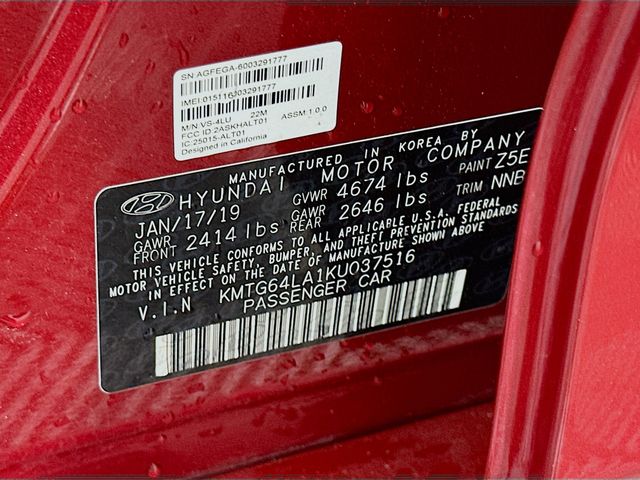 SN:AGFEGA-6003291777
IMEI:015116003291777
M/N VS-4LU 22M
FCC ID:2ASKHALT01 ASSM:1.0.0
IC:25015-ALT01
Designed in California
MANUFACTURED IN KOREA BY
HYUNDAI MOTOR COMPANY
JAN/17/19 GVWR 4674 lbs PAINT Z5E
GAWR FRONT 2414 lbs GAWR REAR 2646 lbs TRIM NNB
THIS VEHICLE CONFORMS TO ALL APPLICABLE U.S.A. FEDERAL
MOTOR VEHICLE SAFETY, BUMPER, AND THEFT PREVENTION STANDARDS
IN EFFECT ON THE DATE OF MANUFACTURE SHOWN ABOVE
V.I.N KMTG64LA1KU037516
PASSENGER CAR